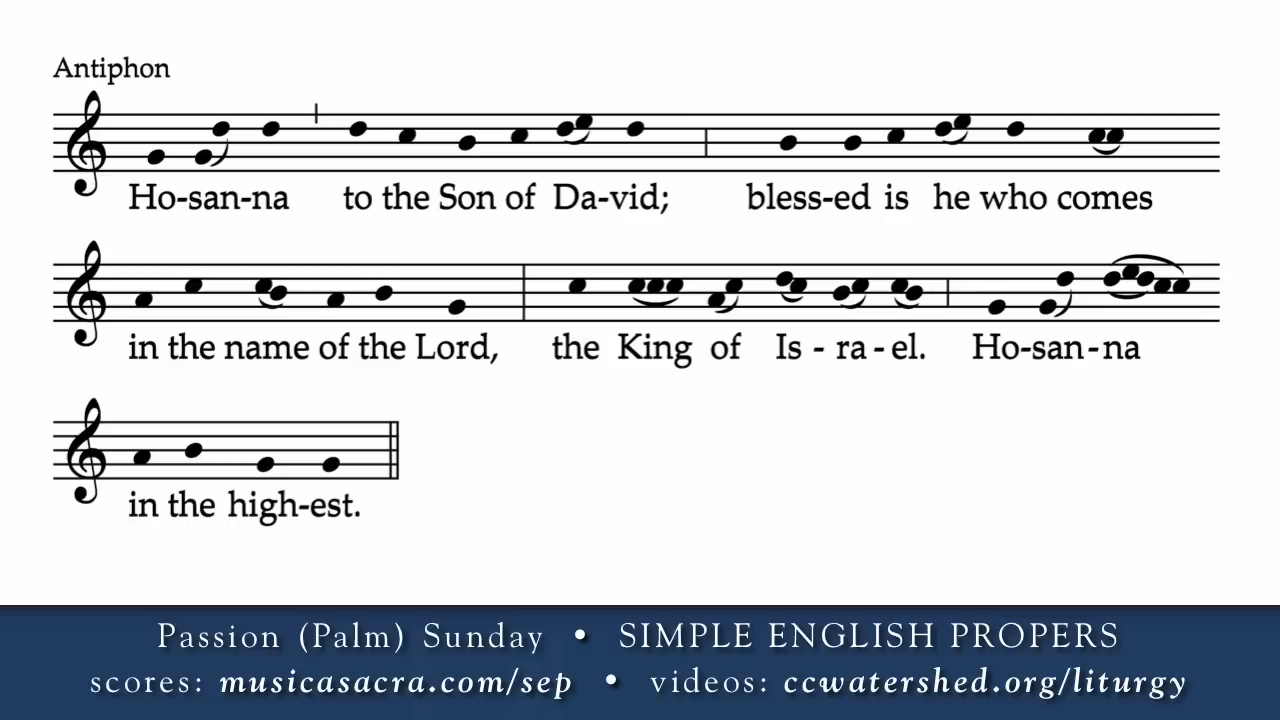 Antiphon
Ho-san-na to the Son of Da-vid; bless-ed is he who comes
in the name of the Lord, the King of Is - ra - el. Ho-san-na
in the high-est.
Passion (Palm) Sunday • SIMPLE ENGLISH PROPERS
scores: musicasacra.com/sep • videos: ccwatershed.org/liturgy